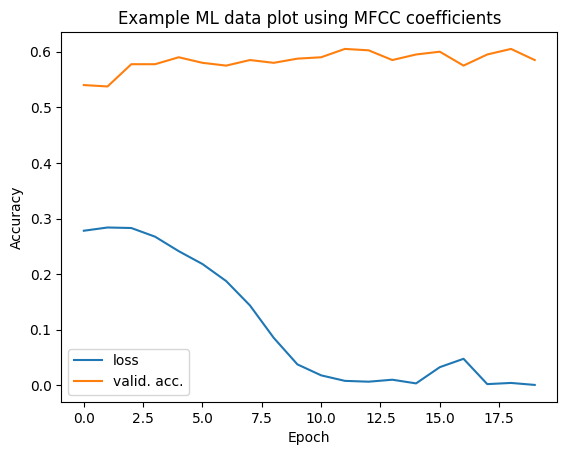 Example ML data plot using MFCC coefficients
Accuracy
0.6
0.5
0.4
0.3
0.2
0.1
0.0
loss
valid. acc.
0.0 2.5 5.0 7.5 10.0 12.5 15.0 17.5
Epoch